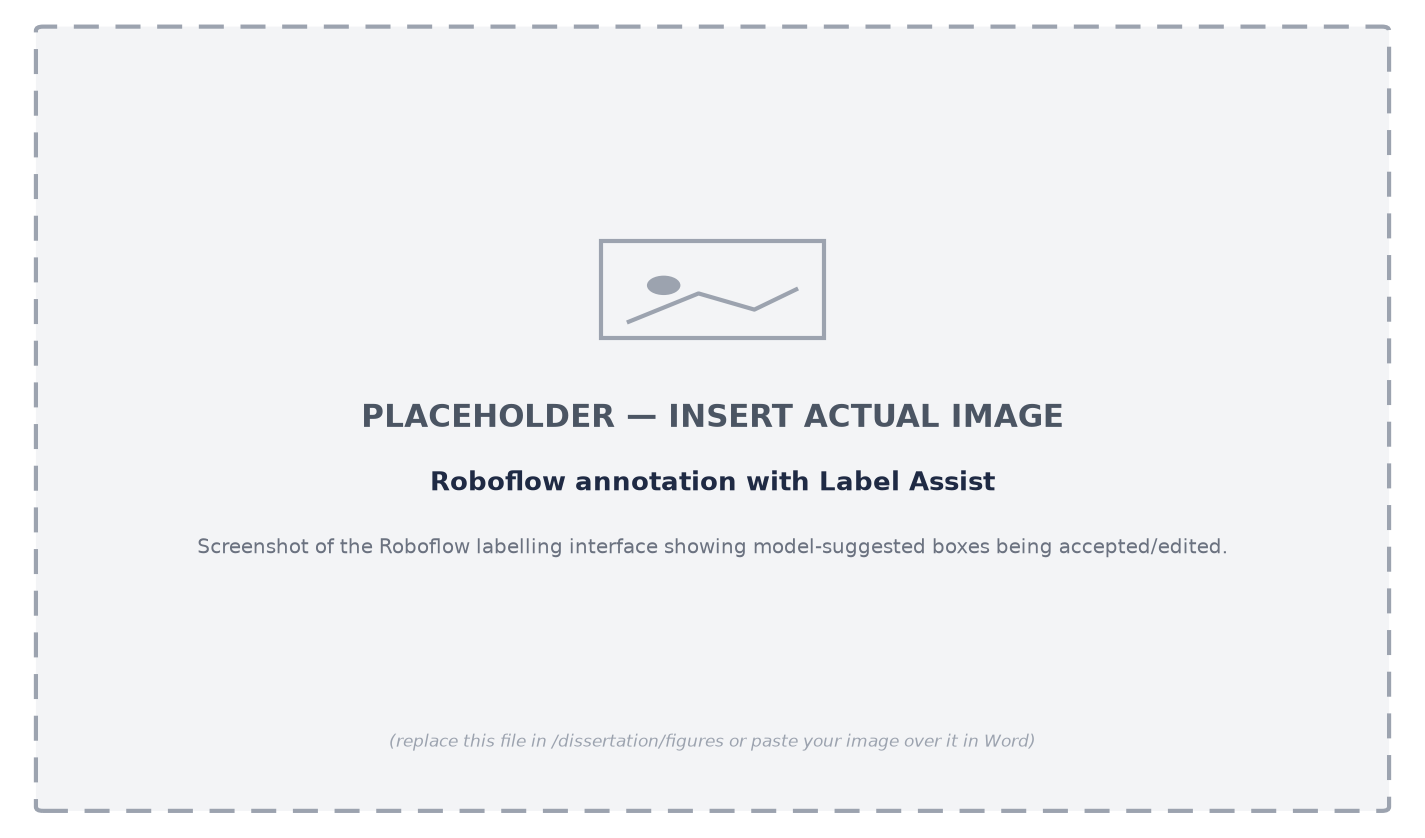 PLACEHOLDER — INSERT ACTUAL IMAGE
Roboflow annotation with Label Assist
Screenshot of the Roboflow labelling interface showing model-suggested boxes being accepted/edited.
(replace this file in /dissertation/figures or paste your image over it in Word)